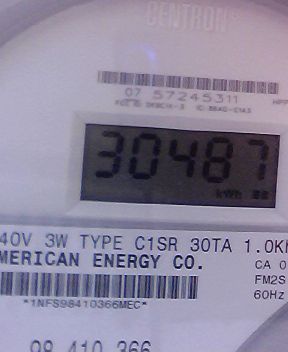 CENTRON®
07 57245311
30487
kWh
40V 3W TYPE C1SR 30TA 1.0K
MERICAN ENERGY CO.
CA 0
FM2S
60Hz
*1NFS98410366MEC*
98 410 366